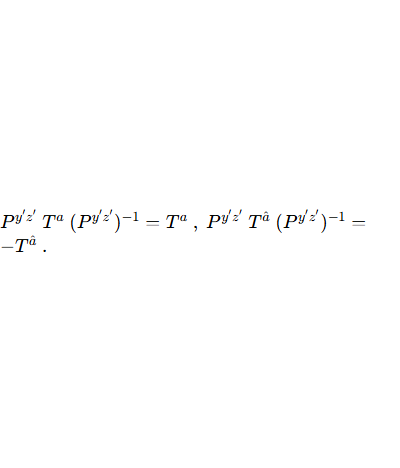 $P^{y'z'} \, T^a \, (P^{y'z'})^{-1} = T^a \; , \; P^{y'z'} \, T^{\hat{a}} \, (P^{y'z'})^{-1} =$
$-T^{\hat{a}} \; .$